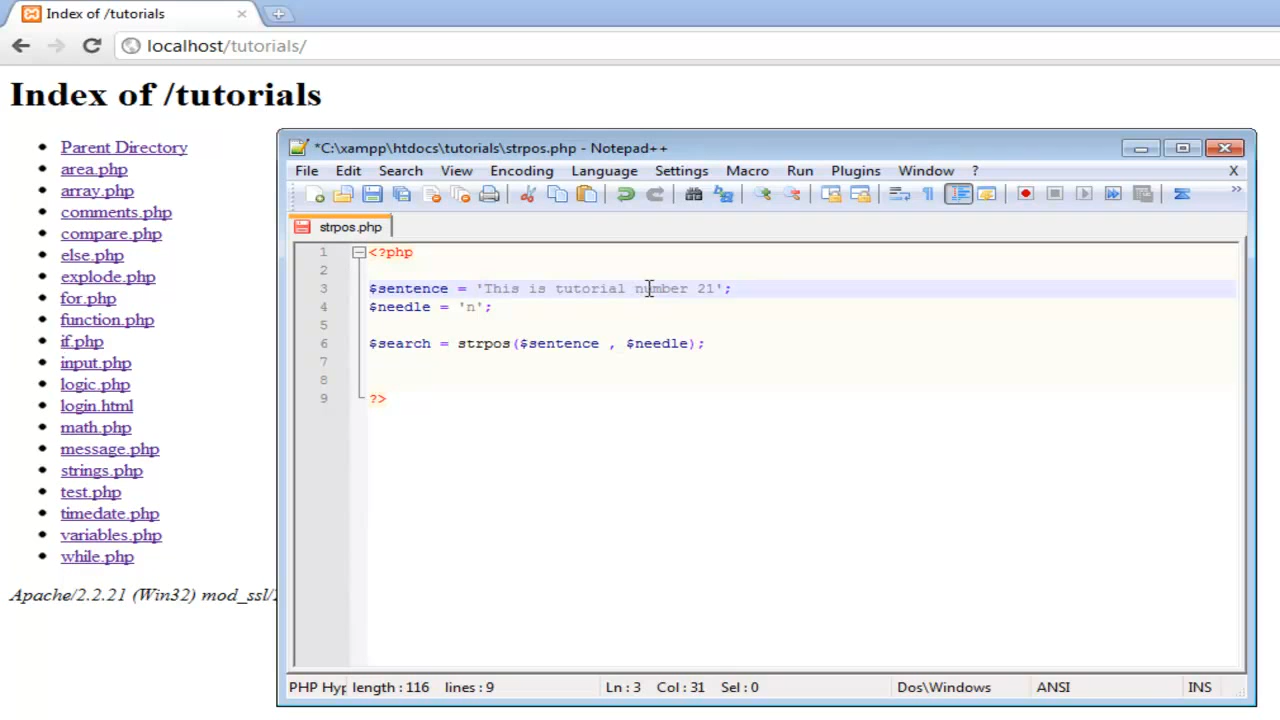 Index of /tutorials
localhost/tutorials/
Index of /tutorials
Parent Directory
area.php
array.php
comments.php
compare.php
else.php
explode.php
for.php
function.php
if.php
input.php
logic.php
login.html
math.php
message.php
strings.php
test.php
timedate.php
variables.php
while.php
Apache/2.2.21 (Win32) mod_ssl/
*C:\xampp\htdocs\tutorials\strpos.php - Notepad++
File Edit Search View Encoding Language Settings Macro Run Plugins Window ? X
strpos.php
1 <?php
2
3 $sentence = 'This is tutorial number 21';
4 $needle = 'n';
5
6 $search = strpos($sentence , $needle);
7
8
9 ?>
PHP Hyp length : 116 lines : 9 Ln : 3 Col : 31 Sel : 0 Dos\Windows ANSI INS